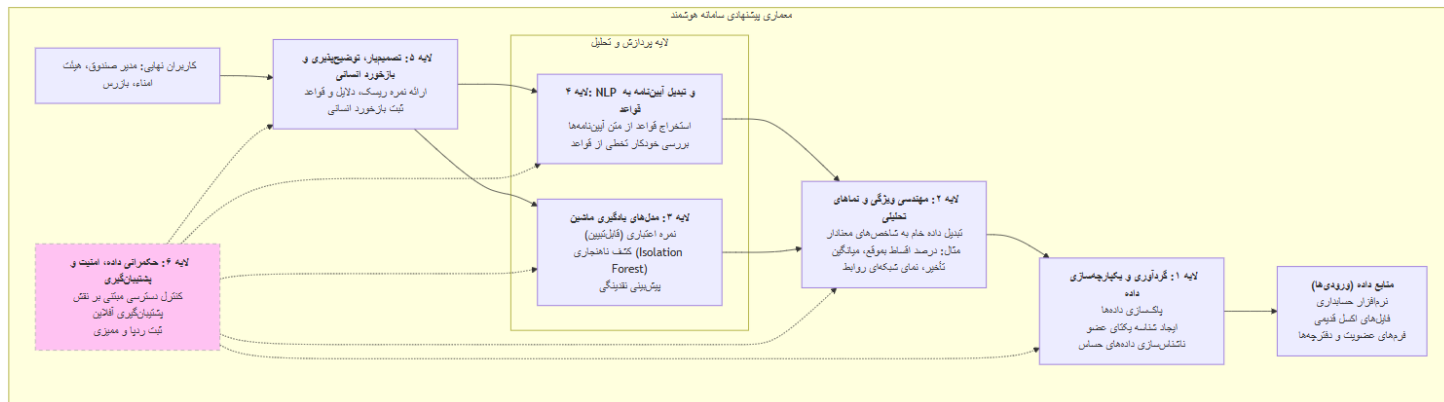 معماری پیشنهادی سامانه هوشمند
کاربران نهایی: مدیر صندوق، هیئت
امناء، بازرس
لایه ۵: تصمیم‌یار، توضیح‌پذیری و
بازخورد انسانی
ارائه نمره ریسک، دلایل و قواعد
ثبت بازخورد انسانی
لایه پردازش و تحلیل
لایه ۴: NLP و تبدیل آیین‌نامه به
قواعد
استخراج قواعد از متن آیین‌نامه‌ها
بررسی خودکار تخطی از قواعد
لایه ۳: مدل‌های یادگیری ماشین
نمره اعتباری (قابل‌تبیین)
کشف ناهنجاری (Isolation
Forest)
پیش‌بینی نقدینگی
لایه ۲: مهندسی ویژگی و نماهای
تحلیلی
تبدیل داده خام به شاخص‌های معنادار
مثال: درصد اقساط بموقع، میانگین
تأخیر، نمای شبکه‌ای روابط
لایه ۱: گردآوری و یکپارچه‌سازی
داده
پاکسازی داده‌ها
ایجاد شناسه یکتای عضو
ناشناس‌سازی داده‌های حساس
منابع داده (ورودی‌ها)
نرم‌افزار حسابداری
فایل‌های اکسل قدیمی
فرم‌های عضویت و دفترچه‌ها
لایه ۶: حکمرانی داده، امنیت و
پشتیبان‌گیری
کنترل دسترسی مبتنی بر نقش
پشتیبان‌گیری آفلاین
ثبت ردپا و ممیزی